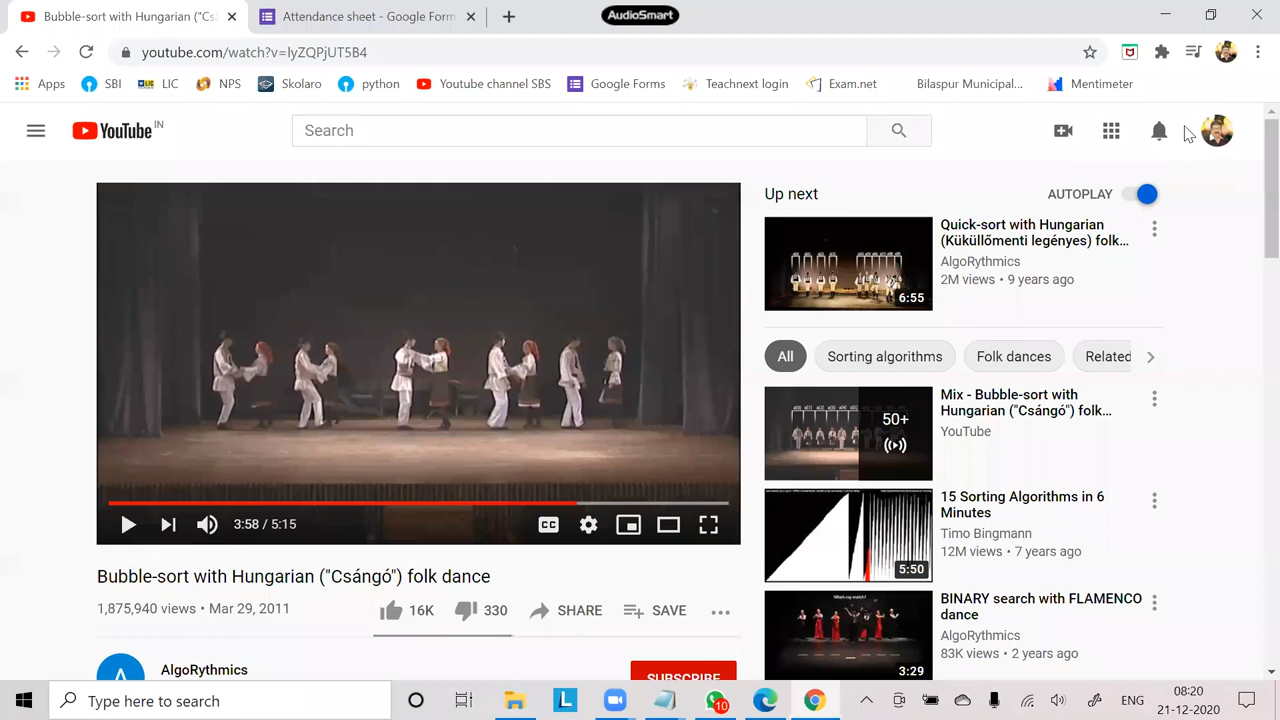 Bubble-sort with Hungarian ("Cs
Attendanc
oogle Form
AudioSmart
youtube.com/watch?v=lyZQPjUT5B4
Apps
SBI
LIC
NPS
Skolaro
python
Youtube channel SBS
Google Forms
Teachnext login
Exam.net
Bilaspur Municipal...
Mentimeter
YouTube IN
Search
Up next
AUTOPLAY
Quick-sort with Hungarian
(Küküllőmenti legényes) folk...
AlgoRythmics
2M views • 9 years ago
6:55
All
Sorting algorithms
Folk dances
Related
Mix - Bubble-sort with
Hungarian ("Csángó") folk...
YouTube
50+
15 Sorting Algorithms in 6
Minutes
Timo Bingmann
12M views • 7 years ago
5:50
BINARY search with FLAMENCO
dance
AlgoRythmics
83K views • 2 years ago
3:29
3:58 / 5:15
CC
Bubble-sort with Hungarian ("Csángó") folk dance
1,875,940 views • Mar 29, 2011
16K
330
SHARE
SAVE
A
AlgoRythmics
SUBSCRIBE
Type here to search
L
10
ENG
08:20
21-12-2020